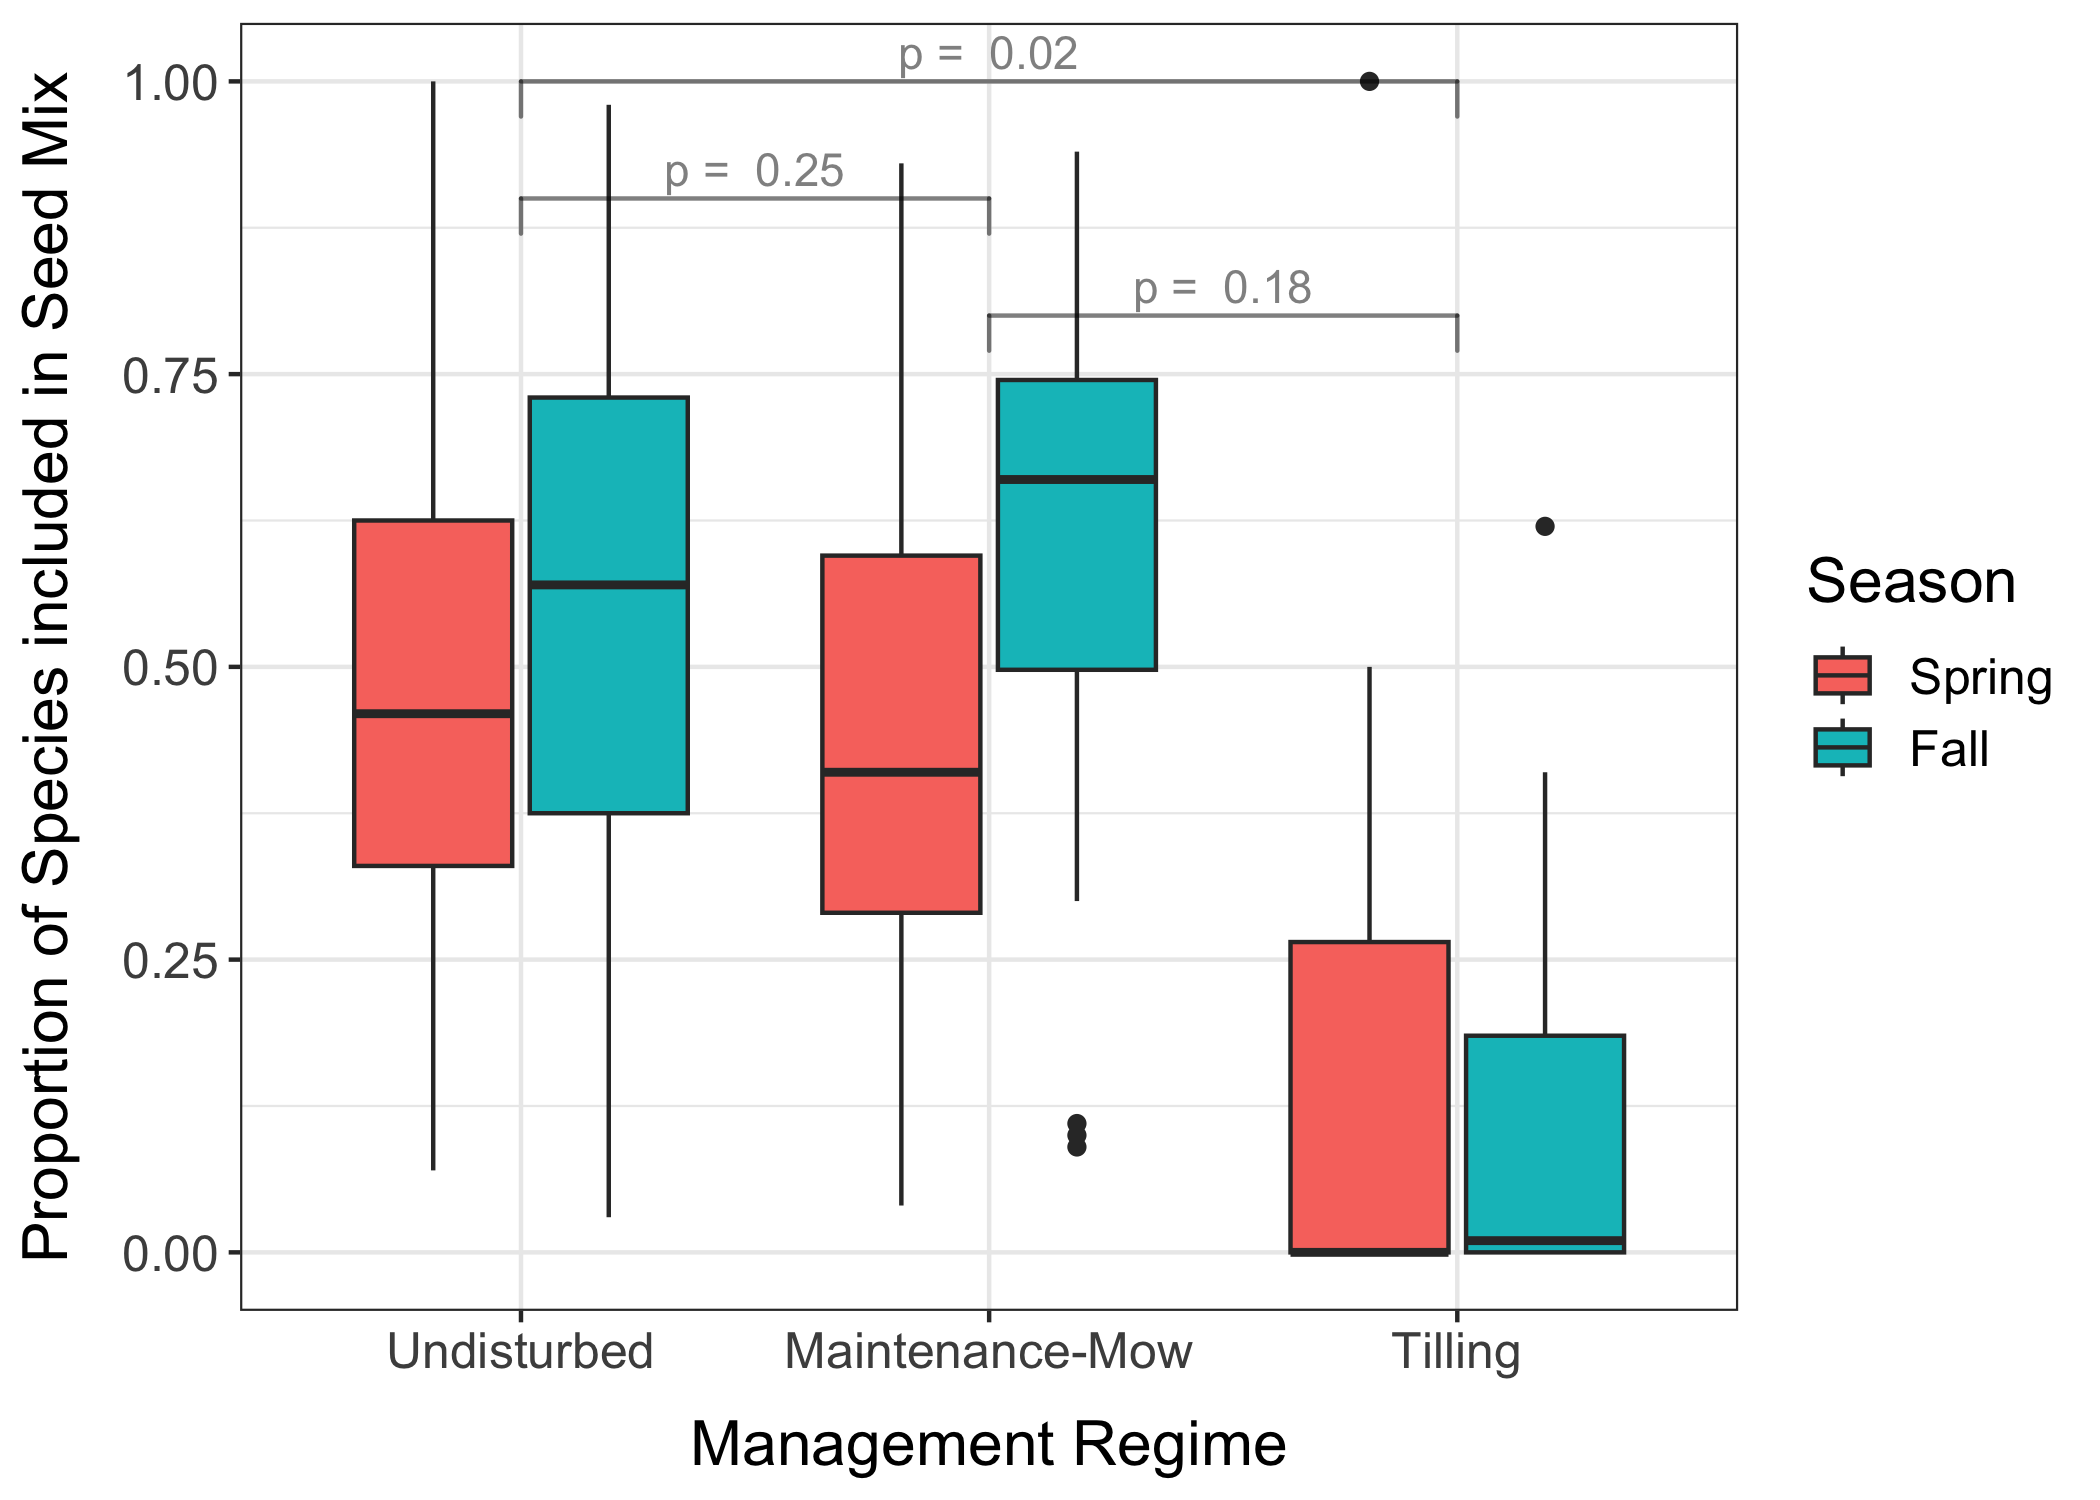 Proportion of Species included in Seed Mix
1.00
0.75
0.50
0.25
0.00
p = 0.02
p = 0.25
p = 0.18
Undisturbed
Maintenance-Mow
Tilling
Management Regime
Season
Spring
Fall